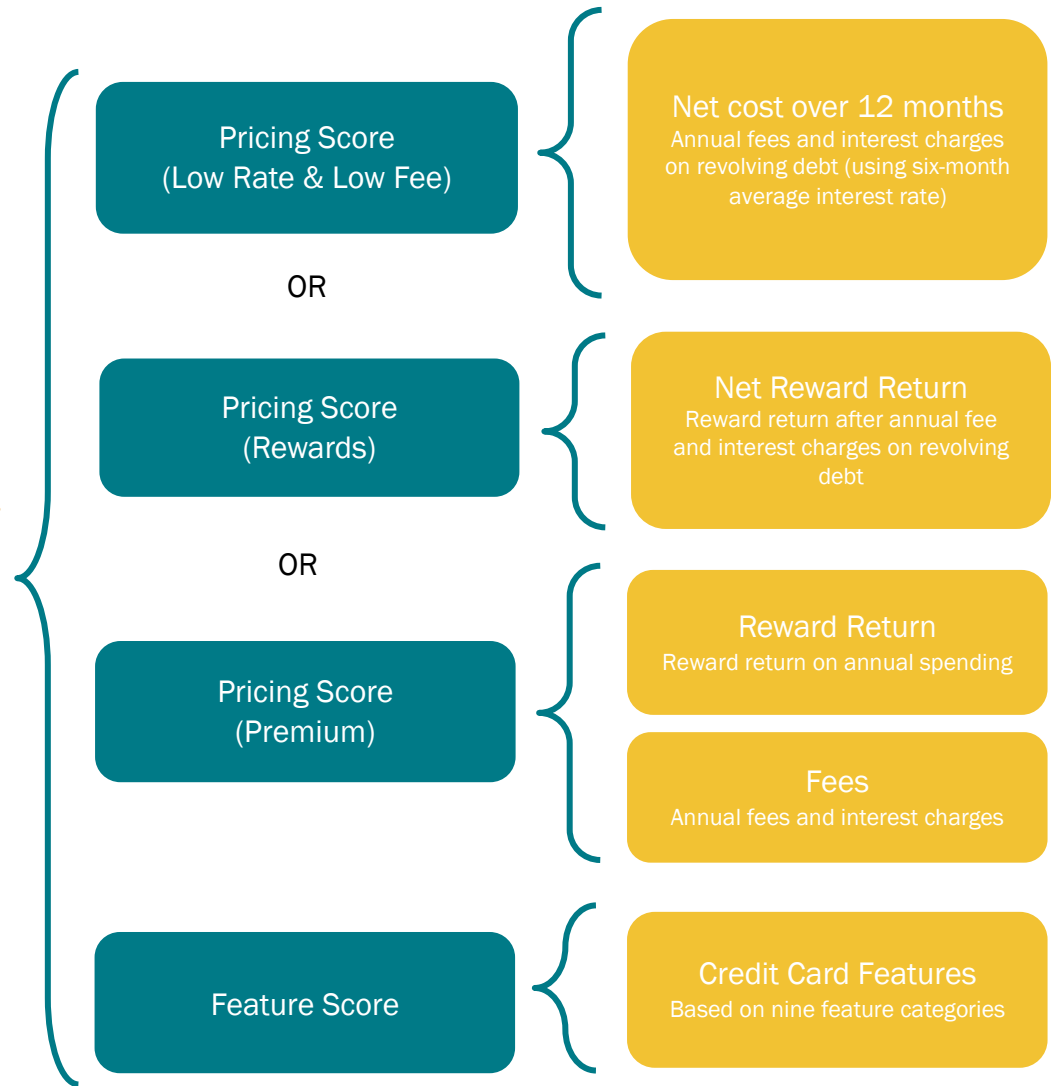 Pricing Score
(Low Rate & Low Fee)
Net cost over 12 months
Annual fees and interest charges
on revolving debt (using six-month
average interest rate)
OR
Pricing Score
(Rewards)
Net Reward Return
Reward return after annual fee
and interest charges on revolving
debt
OR
Pricing Score
(Premium)
Reward Return
Reward return on annual spending
Fees
Annual fees and interest charges
Feature Score
Credit Card Features
Based on nine feature categories